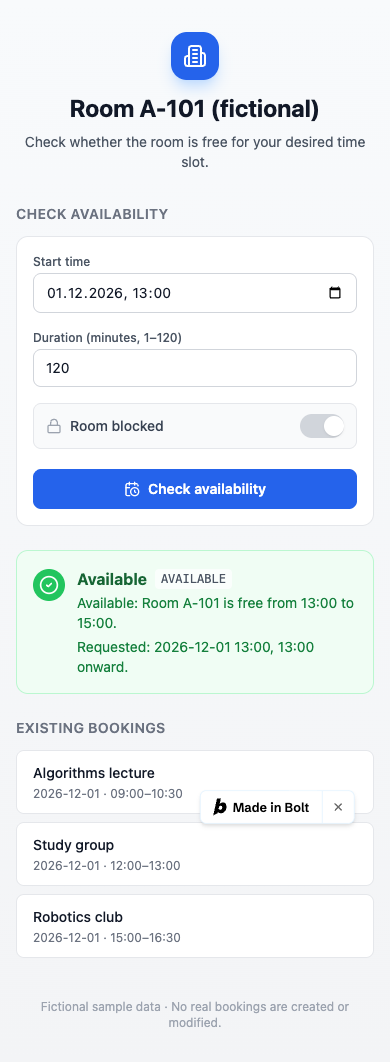 Room A-101 (fictional)
Check whether the room is free for your desired time
slot.
CHECK AVAILABILITY
Start time
01.12.2026, 13:00
Duration (minutes, 1–120)
120
Room blocked
Check availability
Available AVAILABLE
Available: Room A-101 is free from 13:00 to
15:00.
Requested: 2026-12-01 13:00, 13:00
onward.
EXISTING BOOKINGS
Algorithms lecture
2026-12-01 · 09:00–10:30
b Made in Bolt ×
Study group
2026-12-01 · 12:00–13:00
Robotics club
2026-12-01 · 15:00–16:30
Fictional sample data · No real bookings are created or
modified.